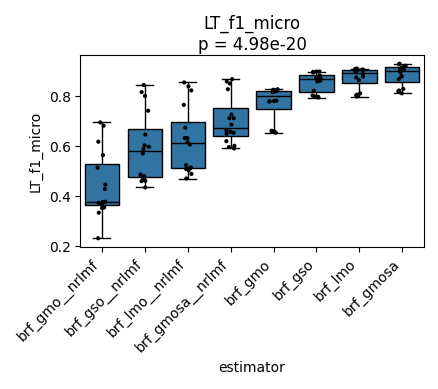 LT_f1_micro
p = 4.98e-20
LT_f1_micro
0.8
0.6
0.4
0.2
brf_gmo__nrlmf
brf_gso__nrlmf
brf_lmo__nrlmf
brf_gmosa__nrlmf
brf_gmo
brf_gso
brf_lmo
brf_gmosa
estimator